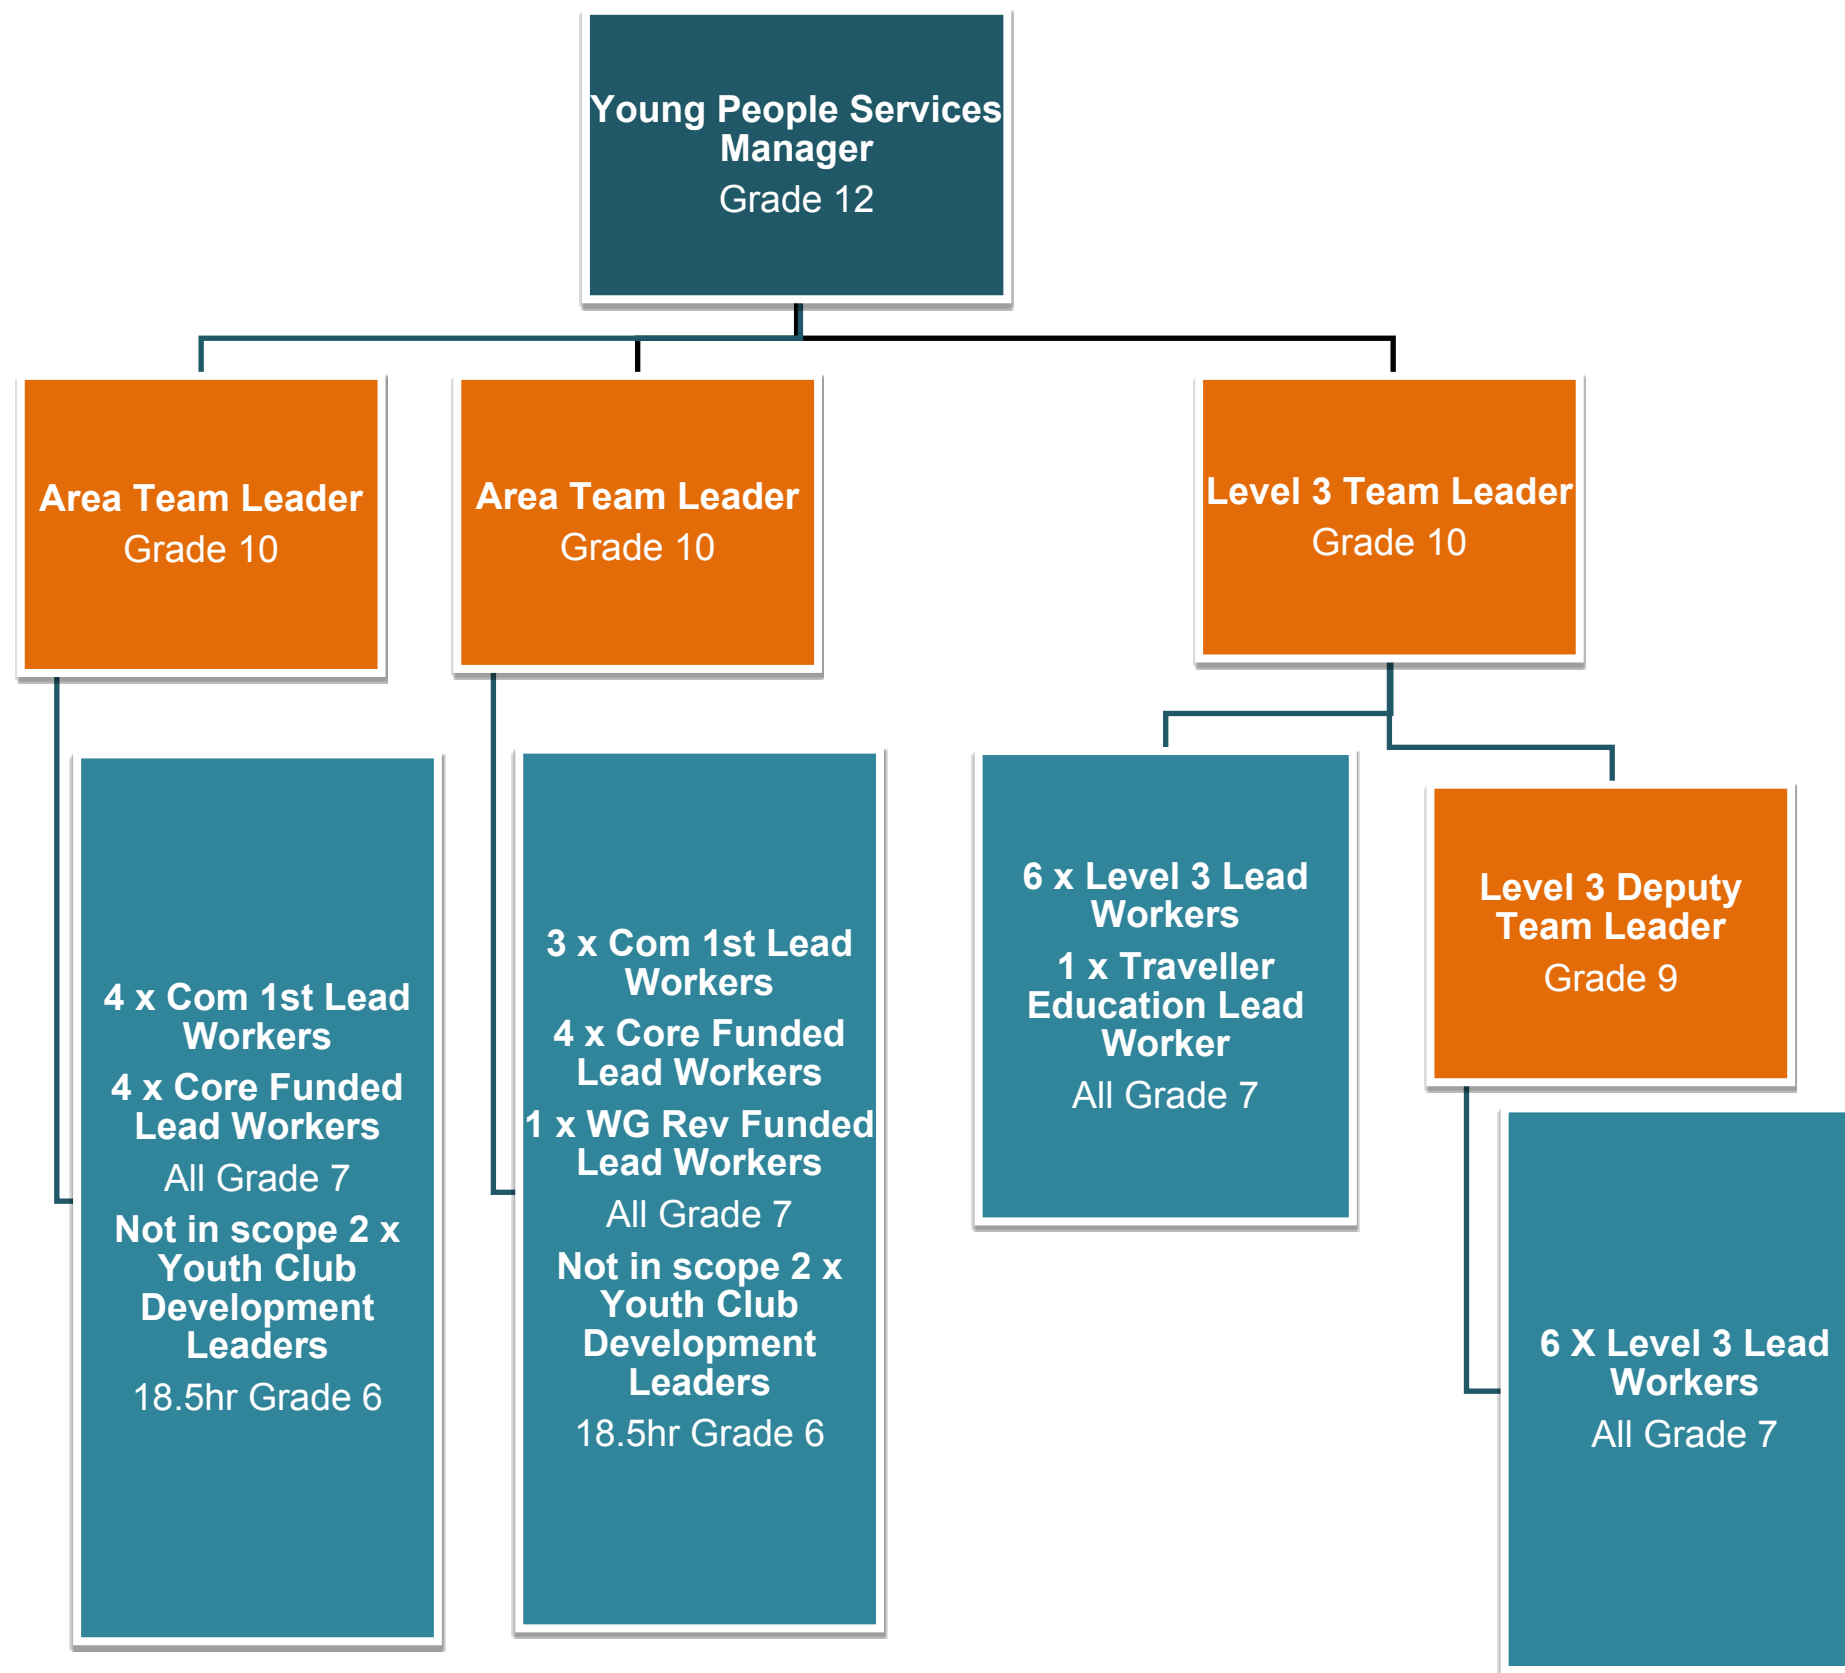 Young People Services
Manager
Grade 12
Area Team Leader
Grade 10
Area Team Leader
Grade 10
Level 3 Team Leader
Grade 10
4 x Com 1st Lead
Workers
4 x Core Funded
Lead Workers
All Grade 7
Not in scope 2 x
Youth Club
Development
Leaders
18.5hr Grade 6
3 x Com 1st Lead
Workers
4 x Core Funded
Lead Workers
1 x WG Rev Funded
Lead Workers
All Grade 7
Not in scope 2 x
Youth Club
Development
Leaders
18.5hr Grade 6
6 x Level 3 Lead
Workers
1 x Traveller
Education Lead
Worker
All Grade 7
Level 3 Deputy
Team Leader
Grade 9
6 X Level 3 Lead
Workers
All Grade 7